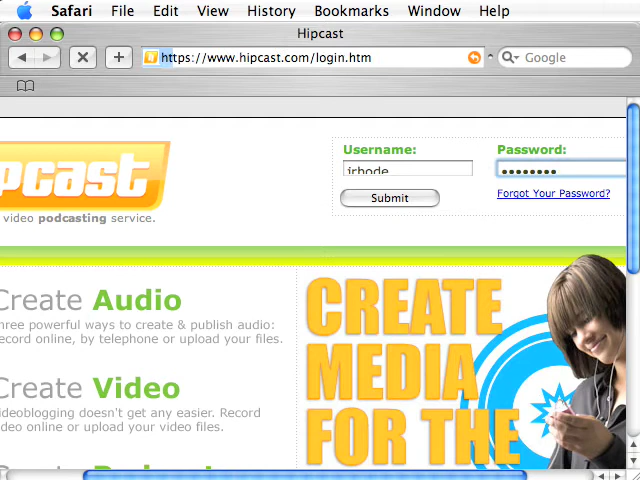 Safari File Edit View History Bookmarks Window Help
Hipcast
https://www.hipcast.com/login.htm
Google
pcast
video podcasting service.
Username:
Password:
jrhode
••••••••
Submit
Forgot Your Password?
Create Audio
hree powerful ways to create & publish audio:
ecord online, by telephone or upload your files.
Create Video
ideoblogging doesn't get any easier. Record
ideo online or upload your video files.
Create
CREATE
MEDIA
FOR THE